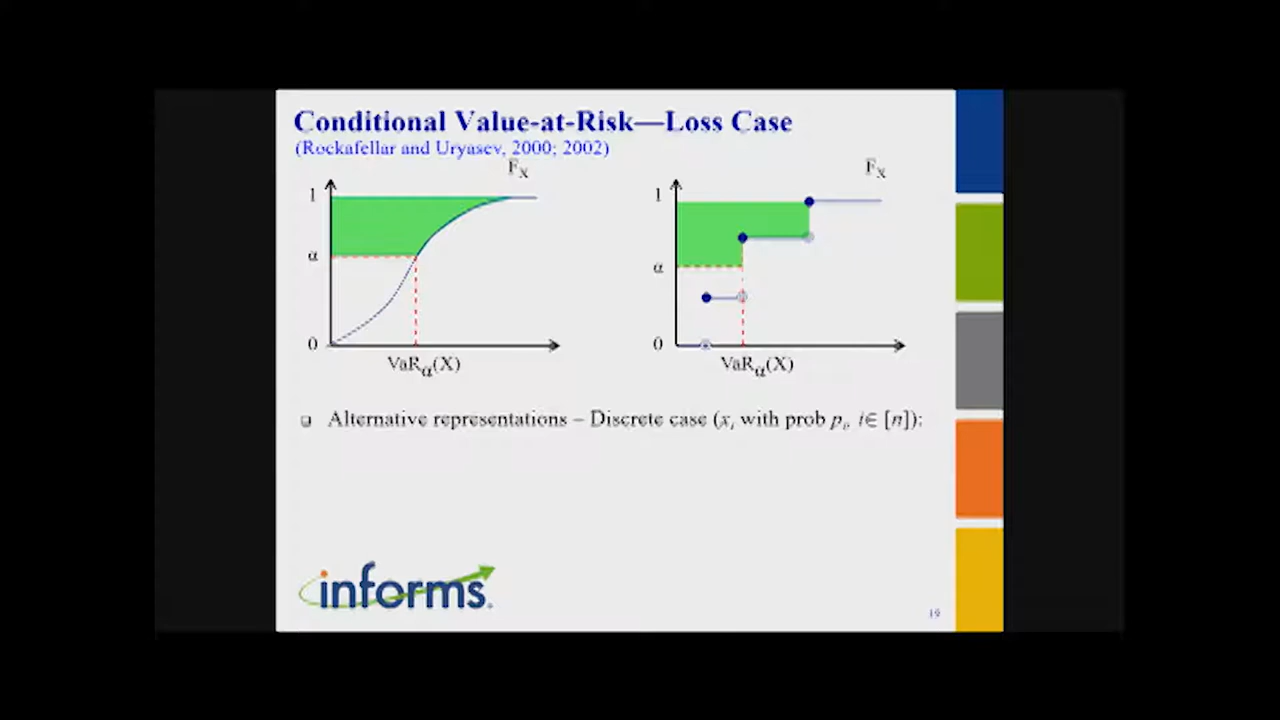 Conditional Value-at-Risk—Loss Case
(Rockafellar and Uryasev, 2000; 2002)
F_X
F_X
1
1
α
α
0
0
VaR_α(X)
VaR_α(X)
❑ Alternative representations – Discrete case (x_i with prob p_i, i∈ [n]):
informs.
19